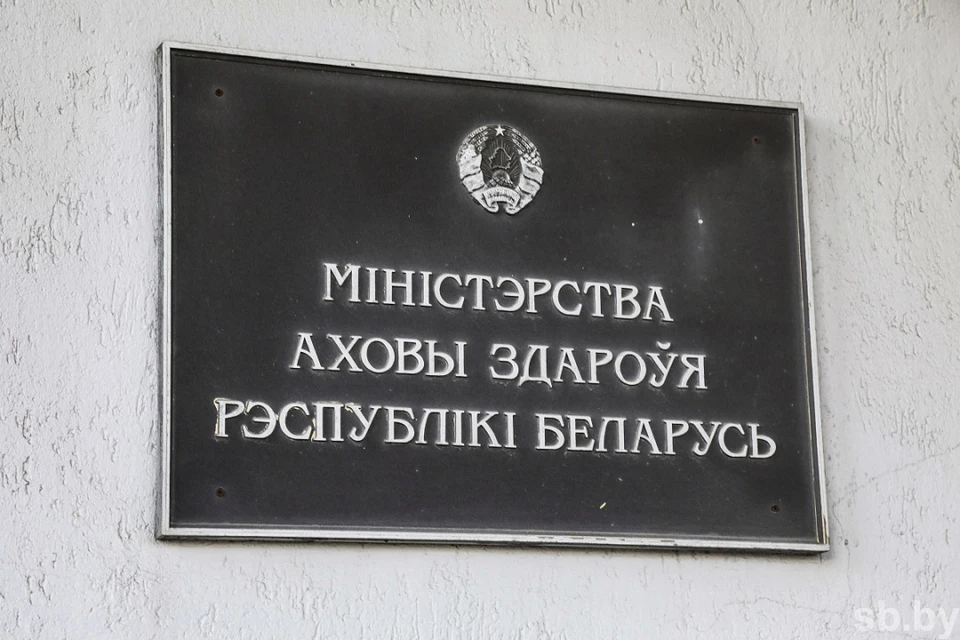 МІНІСТЭРСТВА
АХОВЫ ЗДАРОЎЯ
РЭСПУБЛІКІ БЕЛАРУСЬ
sb.by